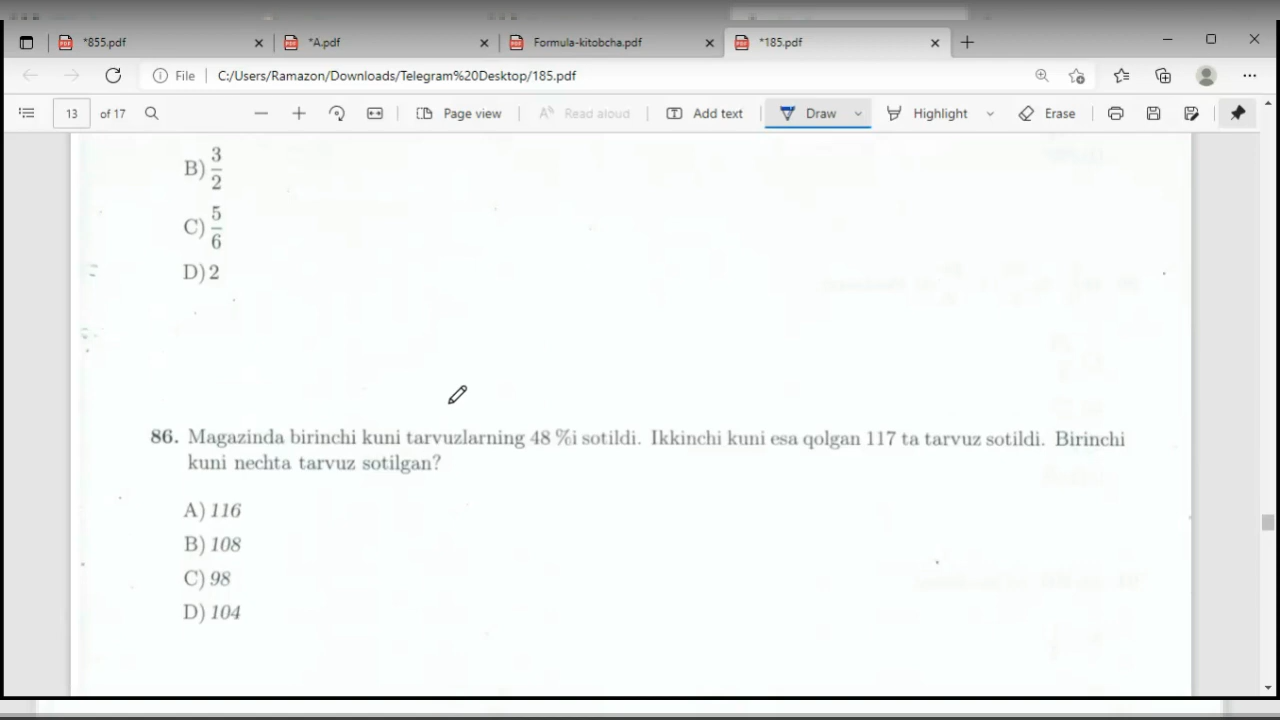 *855.pdf
*A.pdf
Formula-kitobcha.pdf
*185.pdf
File
C:/Users/Ramazon/Downloads/Telegram%20Desktop/185.pdf
13 of 17
Page view
Read aloud
Add text
Draw
Highlight
Erase
B) 3/2
C) 5/6
D) 2
86. Magazinda birinchi kuni tarvuzlarning 48 %i sotildi. Ikkinchi kuni esa qolgan 117 ta tarvuz sotildi. Birinchi
kuni nechta tarvuz sotilgan?
A) 116
B) 108
C) 98
D) 104